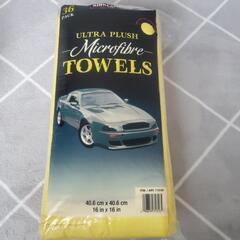 36
PACK
ULTRA PLUSH
Microfibre
TOWELS
40.6 cm x 40.6 cm
16 in x 16 in